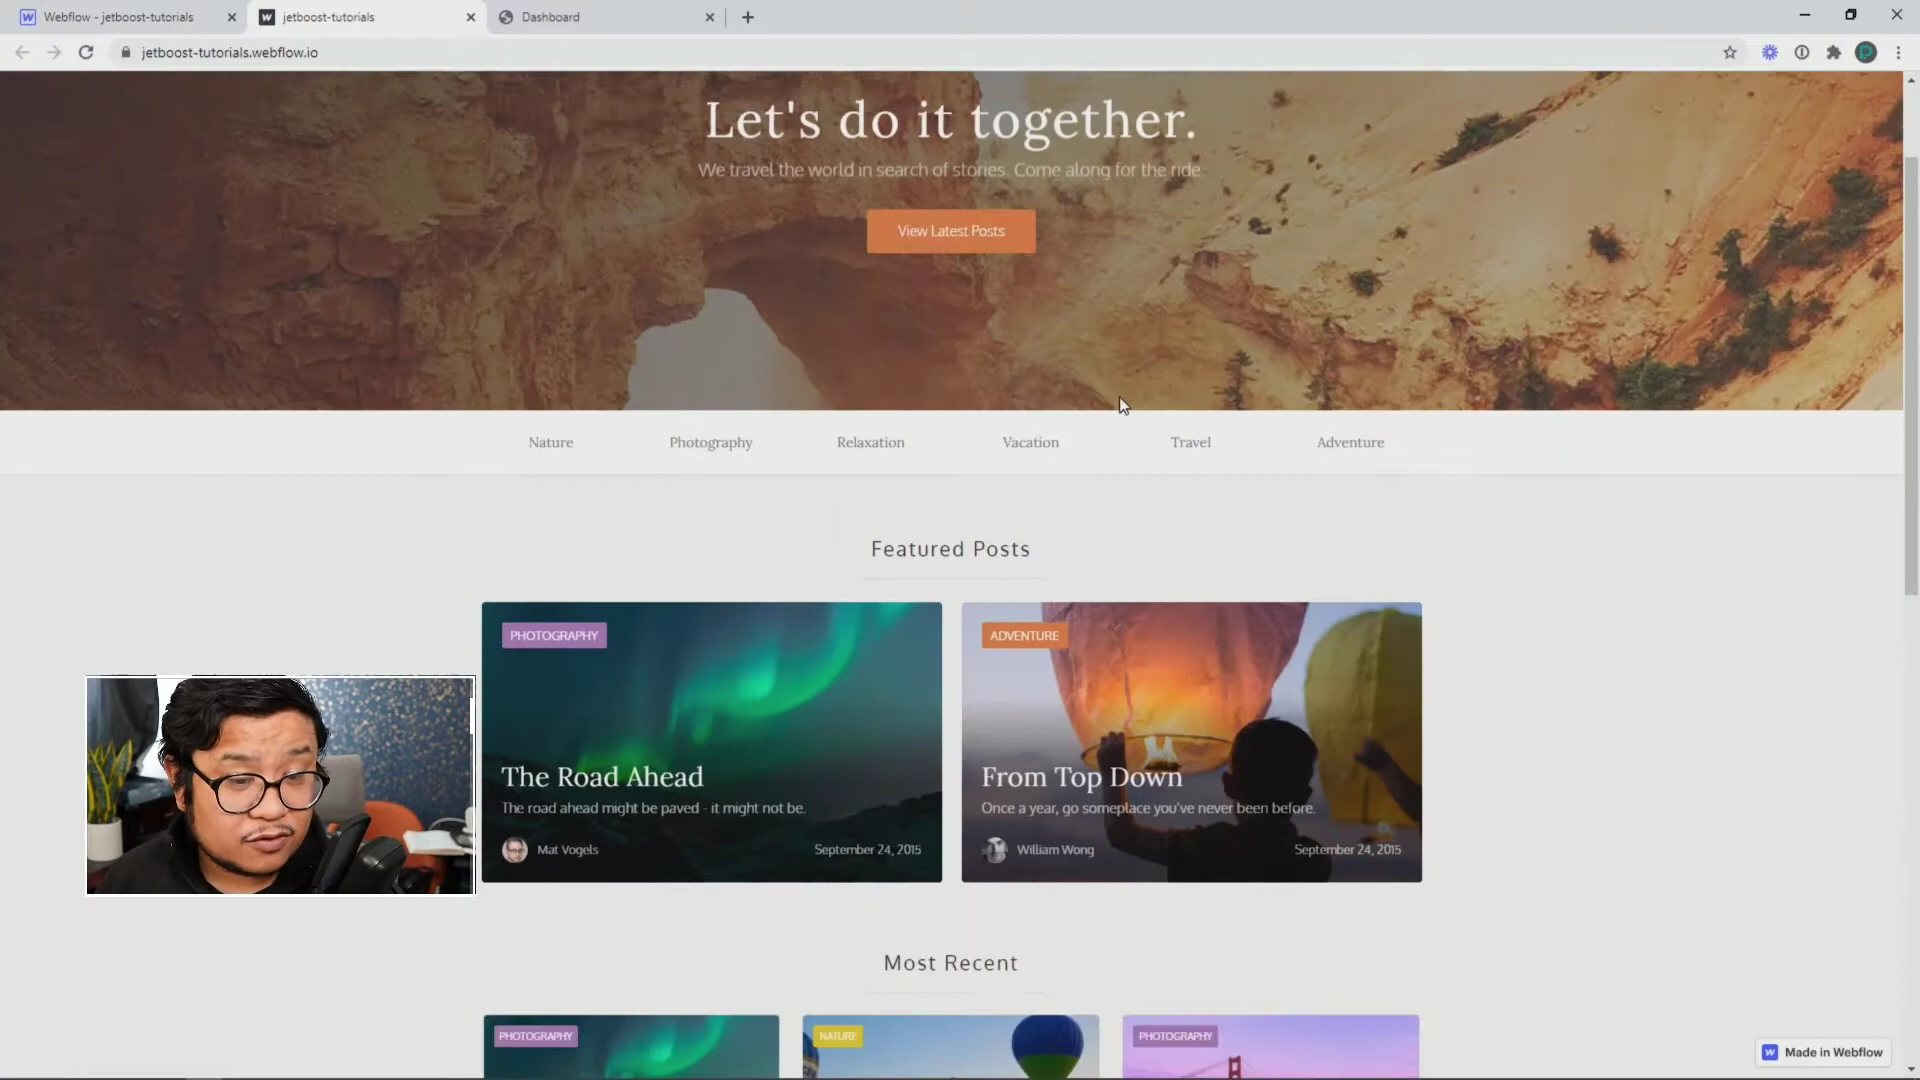 Webflow - jetboost-tutorials
jetboost-tutorials
Dashboard
jetboost-tutorials.webflow.io
Let's do it together.
We travel the world in search of stories. Come along for the ride.
View Latest Posts
Nature
Photography
Relaxation
Vacation
Travel
Adventure
Featured Posts
PHOTOGRAPHY
The Road Ahead
The road ahead might be paved - it might not be.
Mat Vogels
September 24, 2015
ADVENTURE
From Top Down
Once a year, go someplace you've never been before.
William Wong
September 24, 2015
Most Recent
PHOTOGRAPHY
NATURE
PHOTOGRAPHY
Made in Webflow